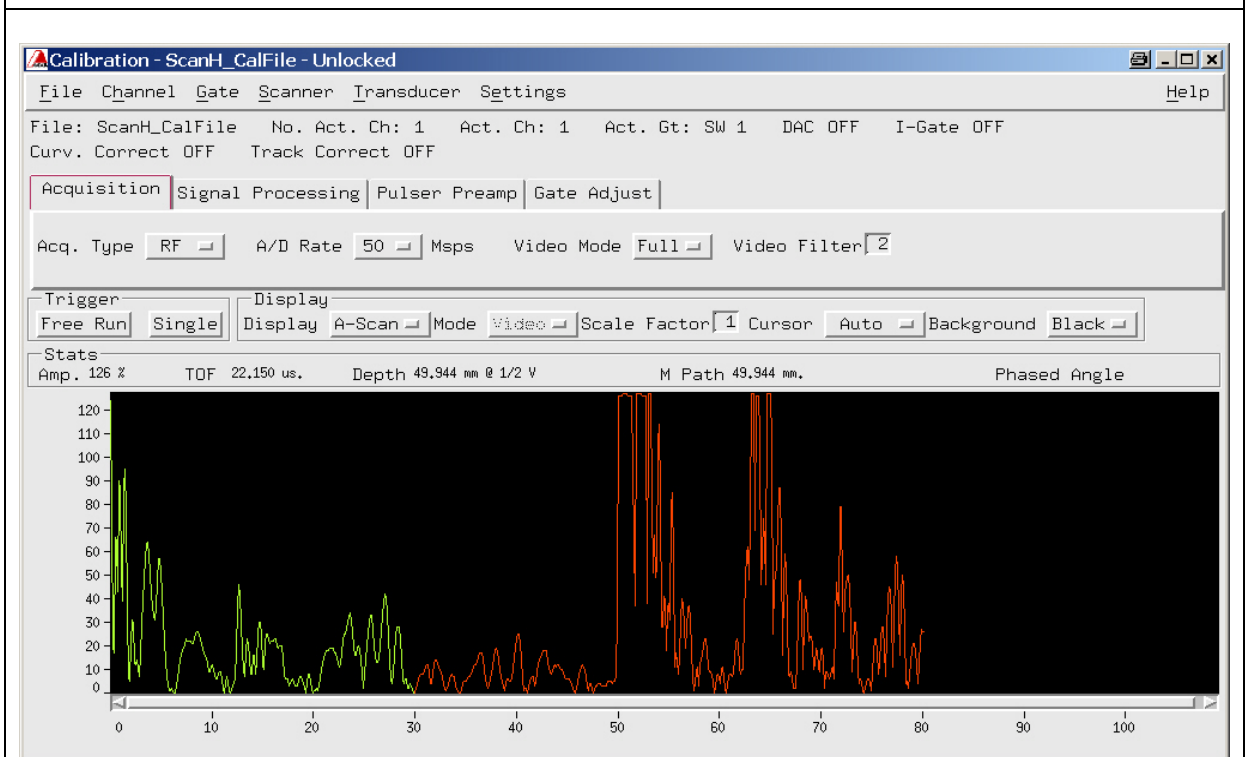 Calibration - ScanH_CalFile - Unlocked
File Channel Gate Scanner Transducer Settings Help
File: ScanH_CalFile No. Act. Ch: 1 Act. Ch: 1 Act. Gt: SW 1 DAC OFF I-Gate OFF
Curv. Correct OFF Track Correct OFF
Acquisition Signal Processing Pulser Preamp Gate Adjust
Acq. Type RF A/D Rate 50 Msps Video Mode Full Video Filter 2
Trigger Display
Free Run Single Display A-Scan Mode Video Scale Factor 1 Cursor Auto Background Black
Stats
Amp. 126 % TOF 22.150 us. Depth 49.944 mm @ 1/2 V M Path 49.944 mm. Phased Angle
120
110
100
90
80
70
60
50
40
30
20
10
0
0 10 20 30 40 50 60 70 80 90 100